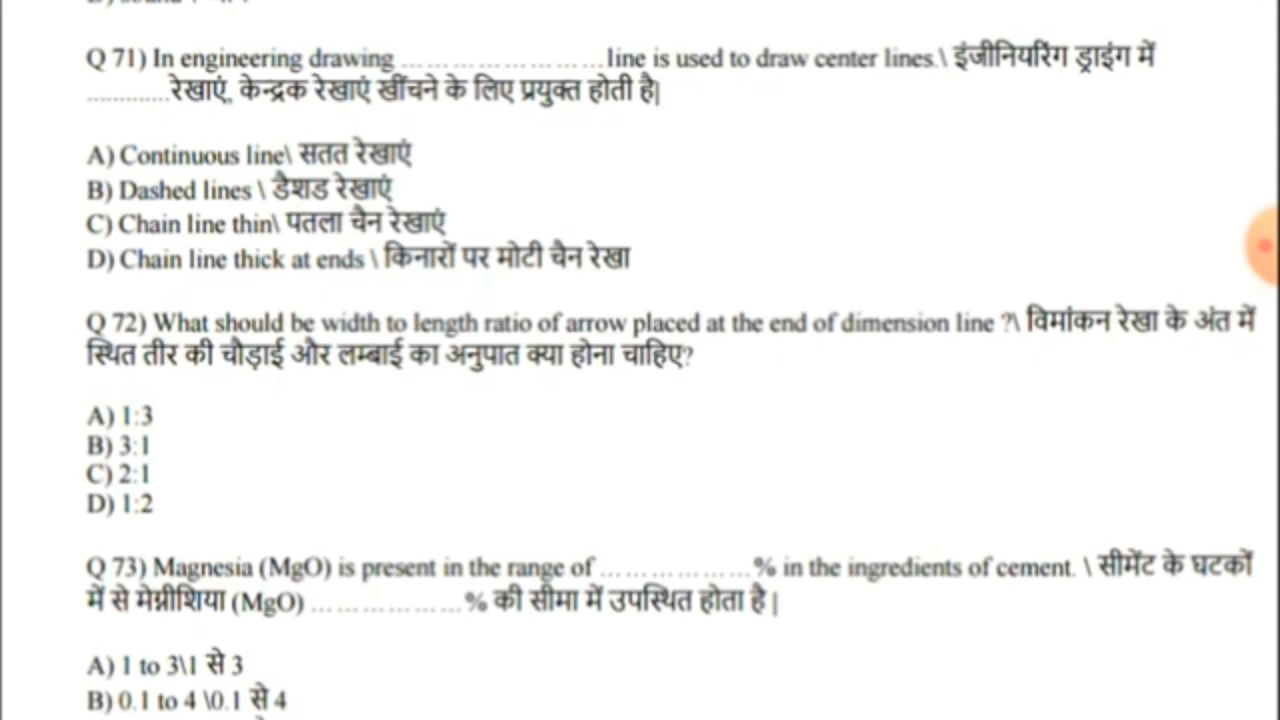 Q 71) In engineering drawing .......................line is used to draw center lines.\ इंजीनियरिंग ड्राइंग में
.............रेखाएं, केन्द्रक रेखाएं खींचने के लिए प्रयुक्त होती है|
A) Continuous line\ सतत रेखाएं
B) Dashed lines \ डैशड रेखाएं
C) Chain line thin\ पतला चैन रेखाएं
D) Chain line thick at ends \ किनारों पर मोटी चैन रेखा
Q 72) What should be width to length ratio of arrow placed at the end of dimension line ?\ विमांकन रेखा के अंत में
स्थित तीर की चौड़ाई और लम्बाई का अनुपात क्या होना चाहिए?
A) 1:3
B) 3:1
C) 2:1
D) 1:2
Q 73) Magnesia (MgO) is present in the range of ..................% in the ingredients of cement. \ सीमेंट के घटकों
में से मेग्नीशिया (MgO) ..................% की सीमा में उपस्थित होता है |
A) 1 to 3\1 से 3
B) 0.1 to 4 \0.1 से 4